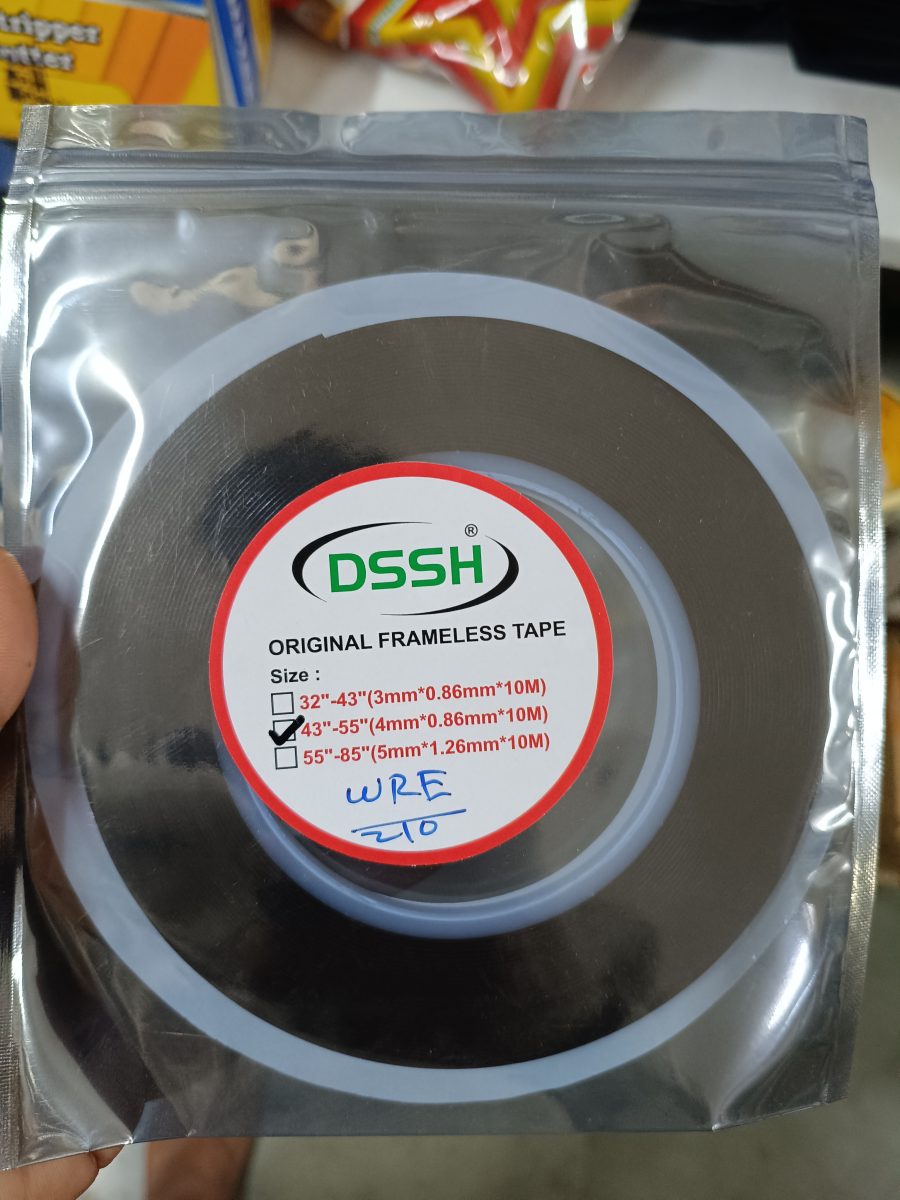 tripper
DSSH®
ORIGINAL FRAMELESS TAPE
Size :
32"-43"(3mm*0.86mm*10M)
43"-55"(4mm*0.86mm*10M)
55"-85"(5mm*1.26mm*10M)
WRE
210